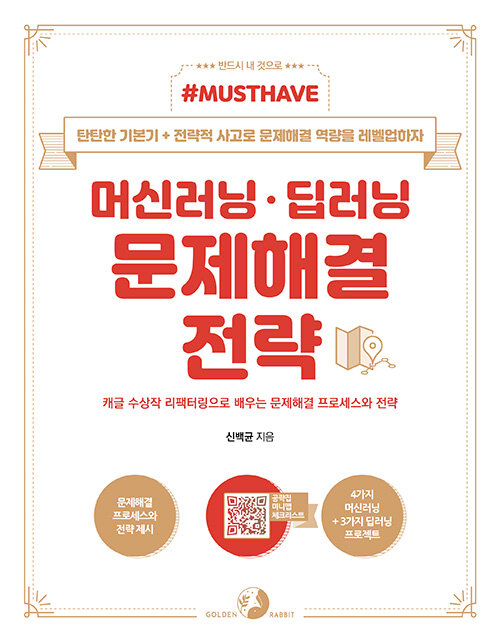 ★★★ 반드시 내 것으로 ★★★
#MUSTHAVE
탄탄한 기본기 + 전략적 사고로 문제해결 역량을 레벨업하자
머신러닝 · 딥러닝
문제해결
전략
캐글 수상작 리팩터링으로 배우는 문제해결 프로세스와 전략
신백균 지음
문제해결
프로세스와
전략 제시
공략집
미니맵
체크리스트
4가지
머신러닝
+ 3가지 딥러닝
프로젝트
GOLDEN RABBIT